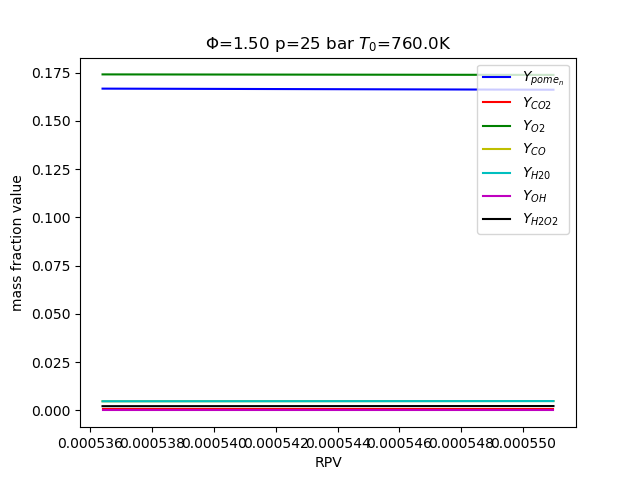 Φ=1.50 p=25 bar T0=760.0K
mass fraction value
0.175
0.150
0.125
0.100
0.075
0.050
0.025
0.000
Ypomen
YCO2
YO2
YCO
YH20
YOH
YH2O2
0.000536 0.000538 0.000540 0.000542 0.000544 0.000546 0.000548 0.000550
RPV